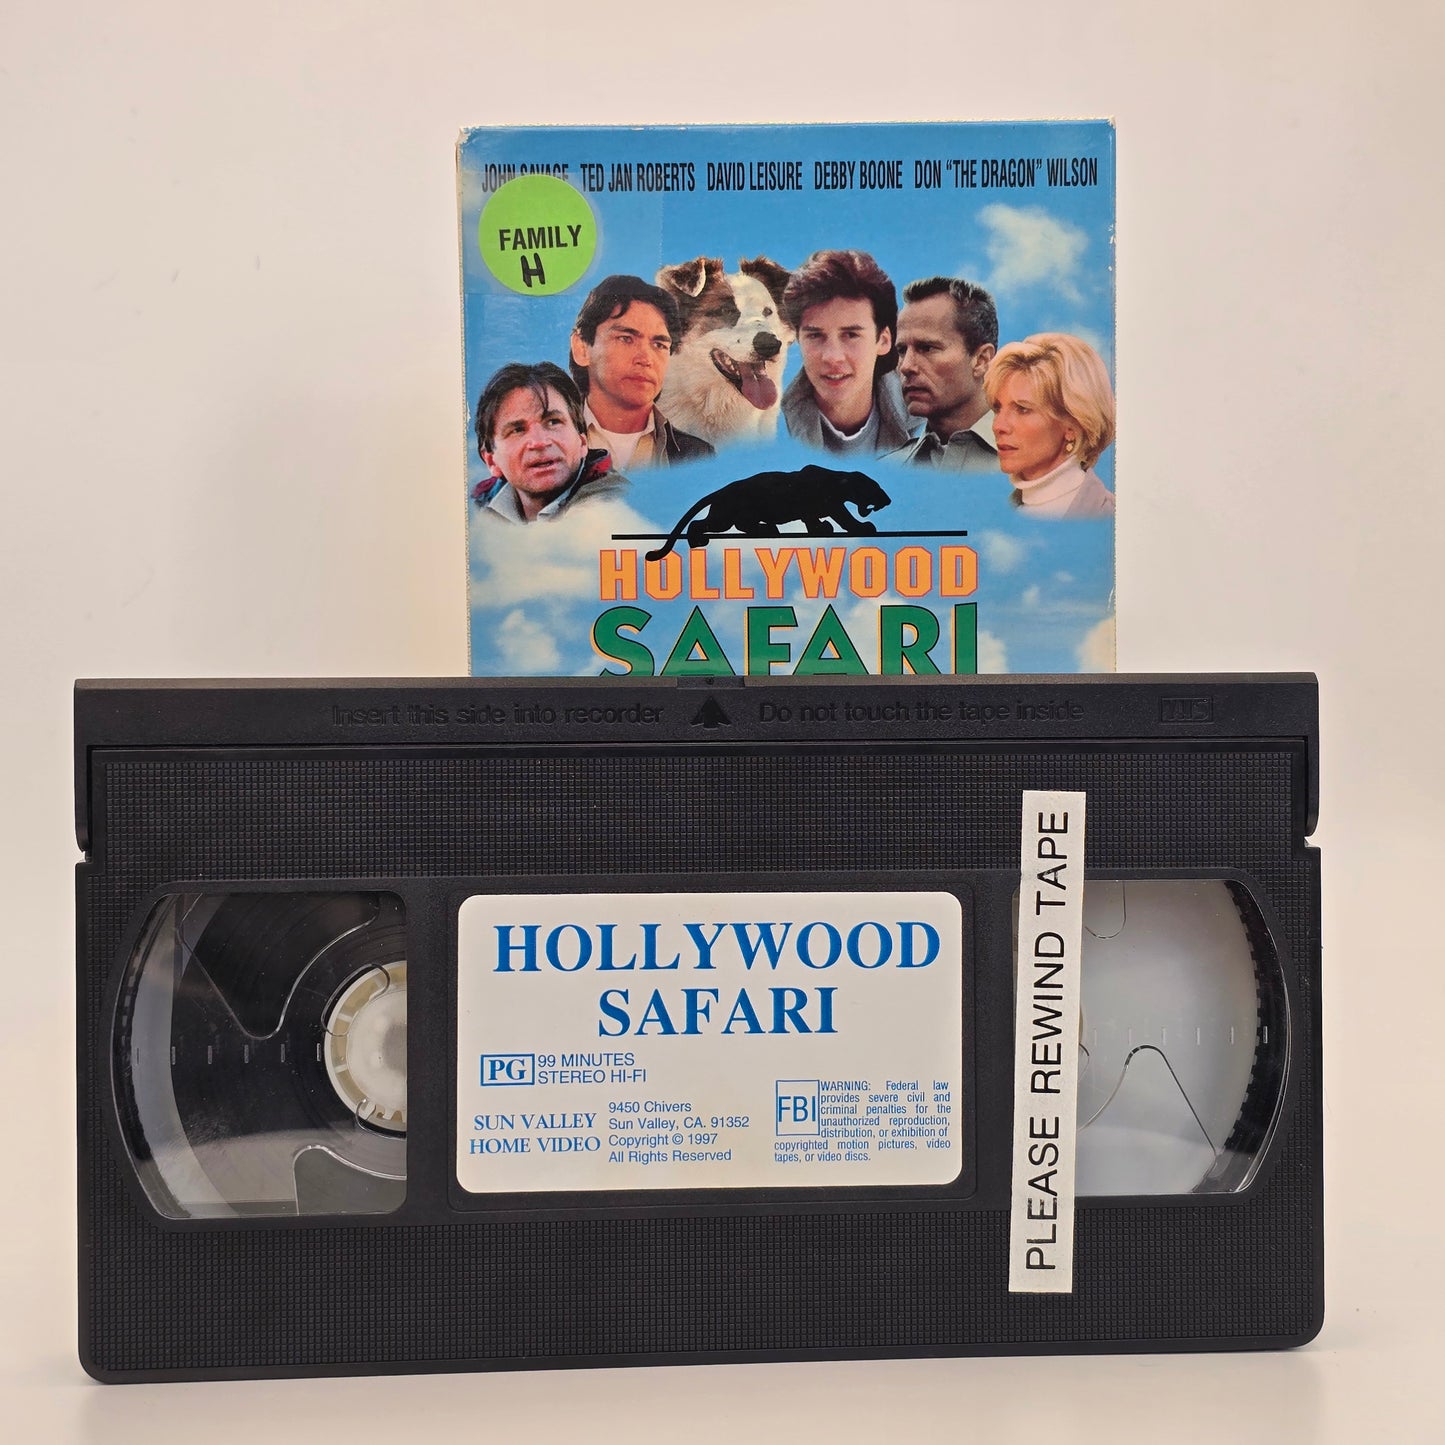 JOHN SAVAGE TED JAN ROBERTS DAVID LEISURE DEBBY BOONE DON "THE DRAGON" WILSON
FAMILY
H
HOLLYWOOD
SAFARI
Insert this side into recorder Do not touch the tape inside VHS
HOLLYWOOD
SAFARI
PG 99 MINUTES
STEREO HI-FI
SUN VALLEY
HOME VIDEO
9450 Chivers
Sun Valley, CA. 91352
Copyright © 1997
All Rights Reserved
FBI
WARNING: Federal law
provides severe civil and
criminal penalties for the
unauthorized reproduction,
distribution, or exhibition of
copyrighted motion pictures, video
tapes, or video discs.
PLEASE REWIND TAPE